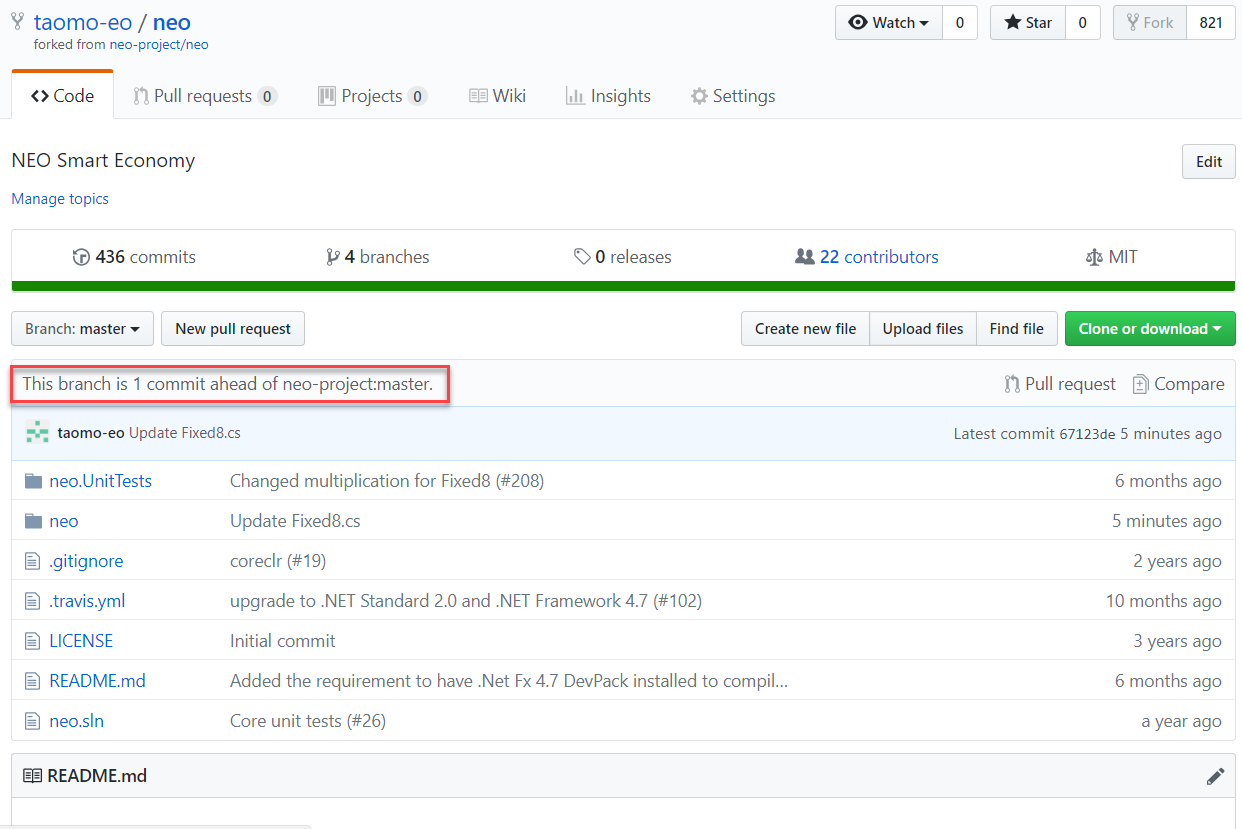 taomo-eo / neo
Watch 0 Star 0 Fork 821
forked from neo-project/neo
Code Pull requests 0 Projects 0 Wiki Insights Settings
NEO Smart Economy
Edit
Manage topics
436 commits 4 branches 0 releases 22 contributors MIT
Branch: master New pull request Create new file Upload files Find file Clone or download
This branch is 1 commit ahead of neo-project:master. Pull request Compare
taomo-eo Update Fixed8.cs Latest commit 67123de 5 minutes ago
neo.UnitTests Changed multiplication for Fixed8 (#208) 6 months ago
neo Update Fixed8.cs 5 minutes ago
.gitignore coreclr (#19) 2 years ago
.travis.yml upgrade to .NET Standard 2.0 and .NET Framework 4.7 (#102) 10 months ago
LICENSE Initial commit 3 years ago
README.md Added the requirement to have .Net Fx 4.7 DevPack installed to compil... 6 months ago
neo.sln Core unit tests (#26) a year ago
README.md